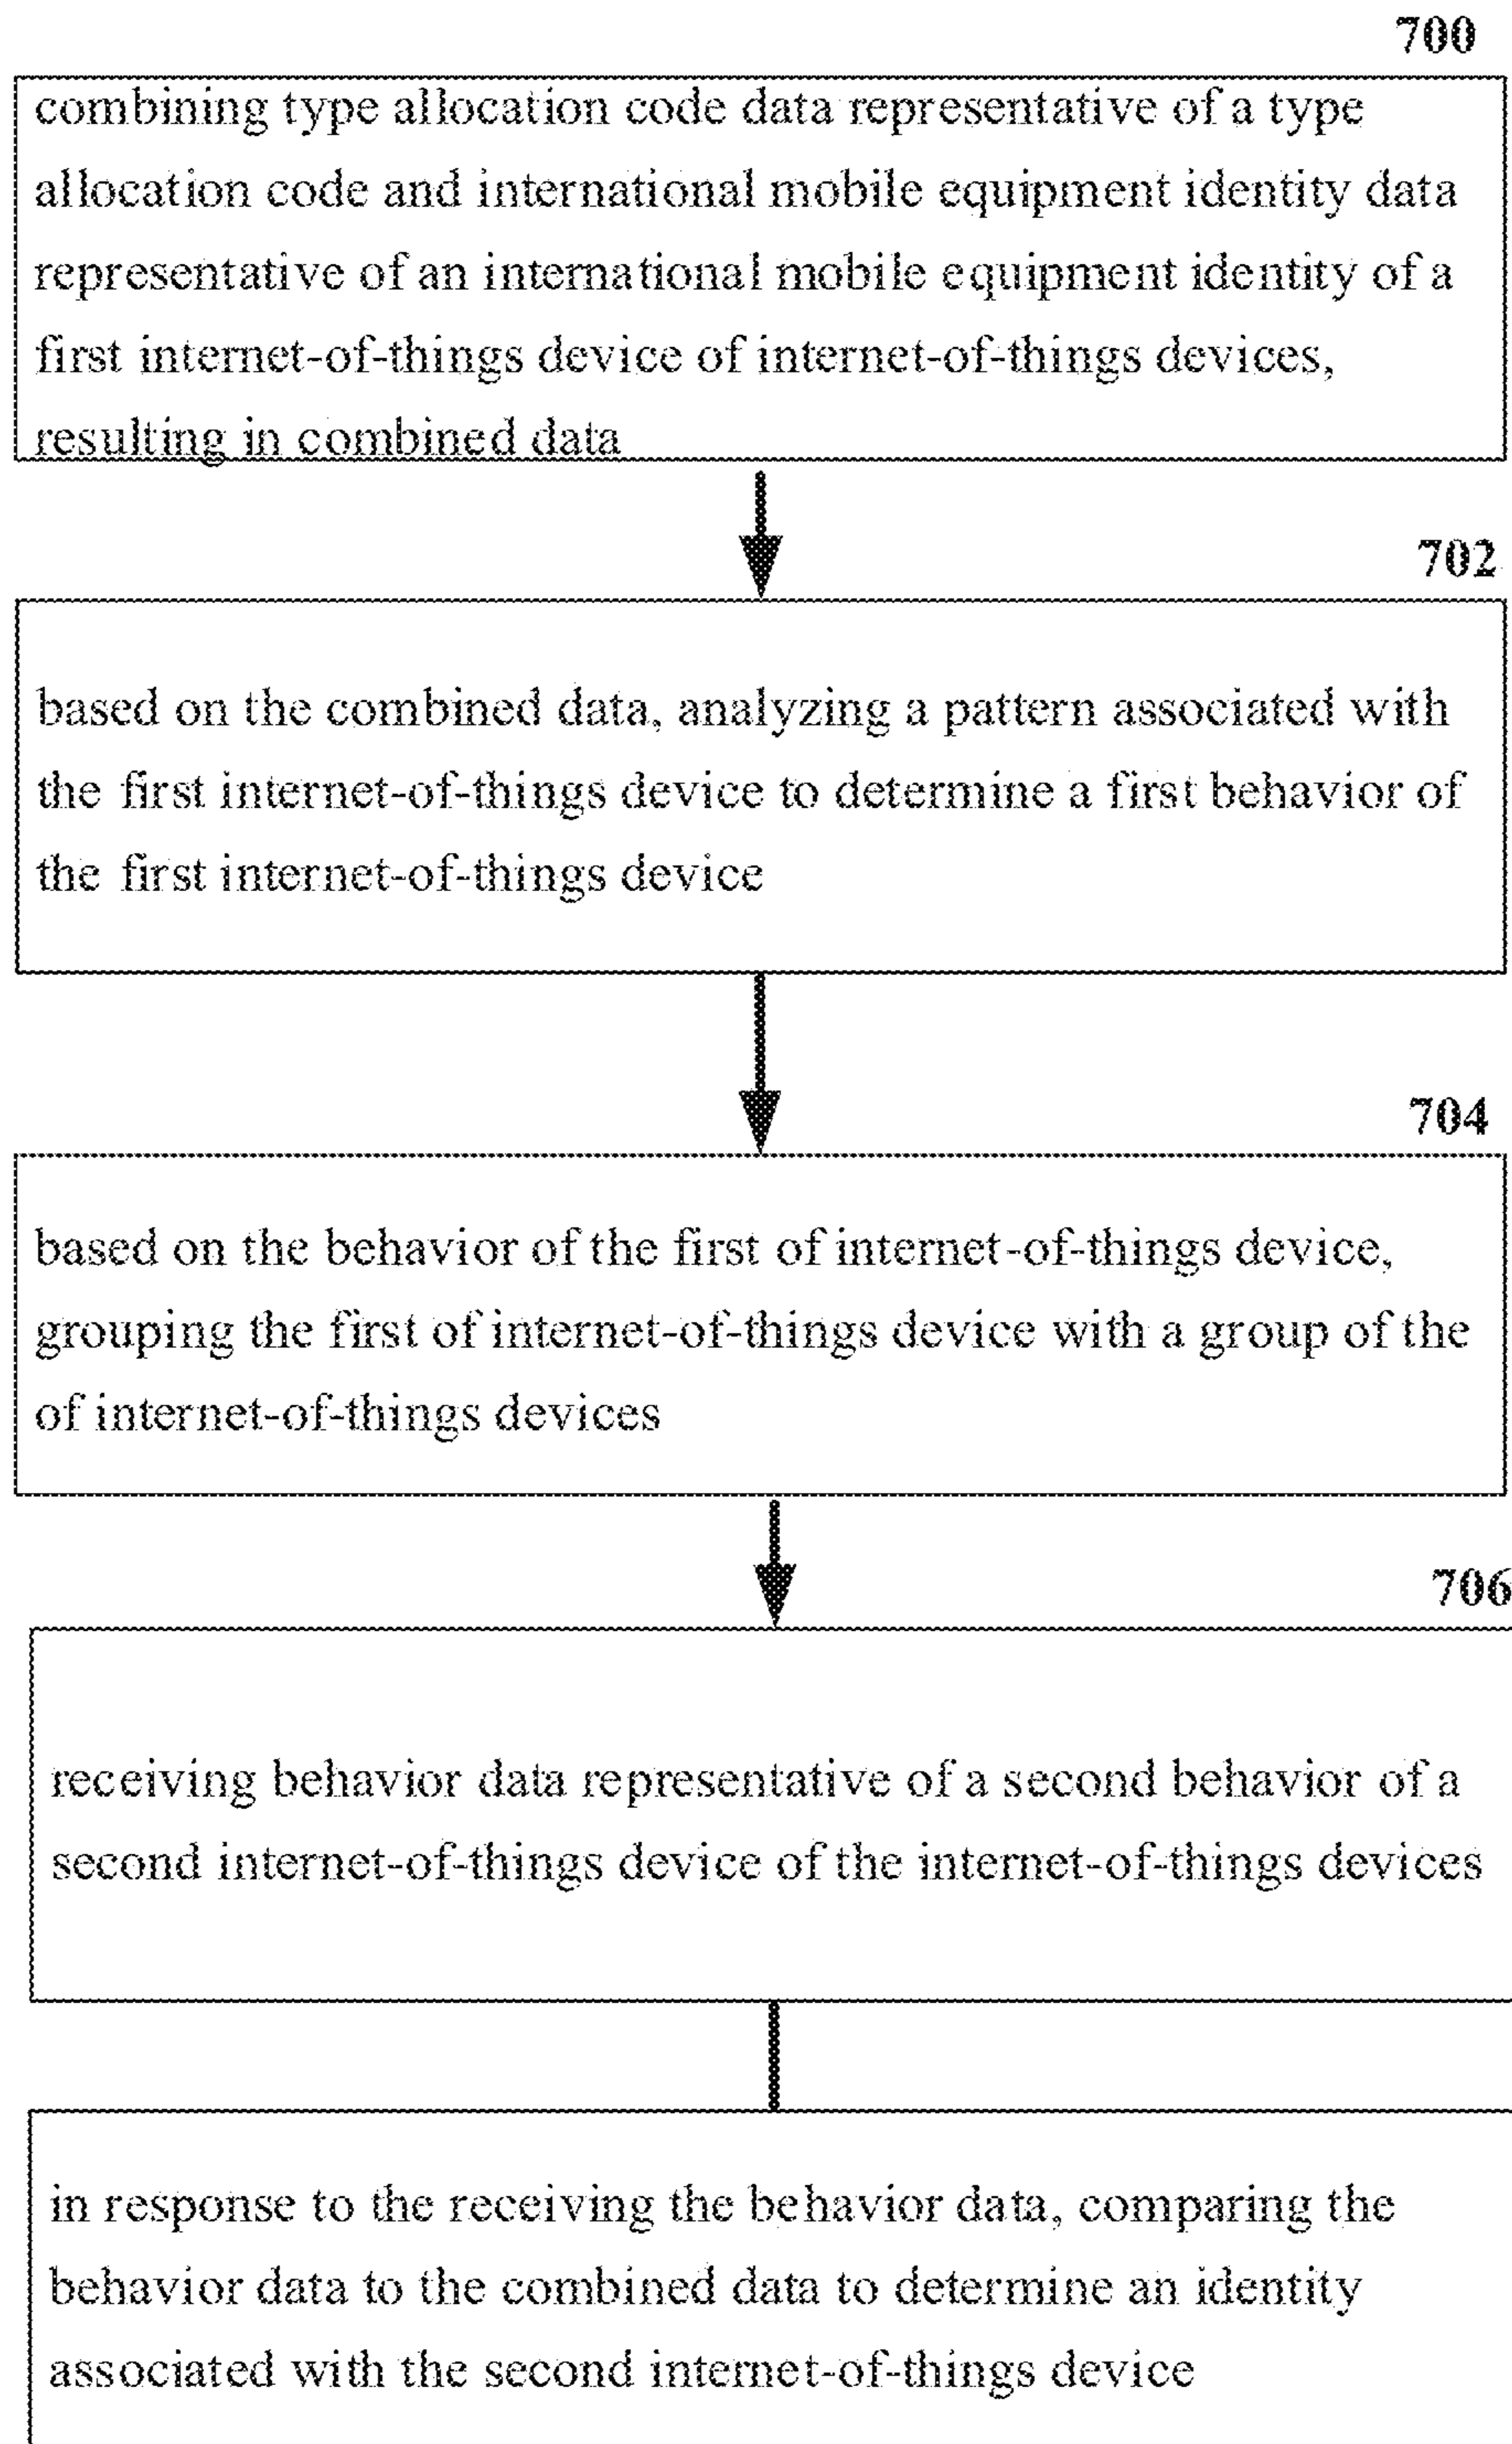 700
combining type allocation code data representative of a type
allocation code and international mobile equipment identity data
representative of an international mobile equipment identity of a
first internet-of-things device of internet-of-things devices,
resulting in combined data
702
based on the combined data, analyzing a pattern associated with
the first internet-of-things device to determine a first behavior of
the first internet-of-things device
704
based on the behavior of the first of internet-of-things device,
grouping the first of internet-of-things device with a group of the
of internet-of-things devices
706
receiving behavior data representative of a second behavior of a
second internet-of-things device of the internet-of-things devices
in response to the receiving the behavior data, comparing the
behavior data to the combined data to determine an identity
associated with the second internet-of-things device